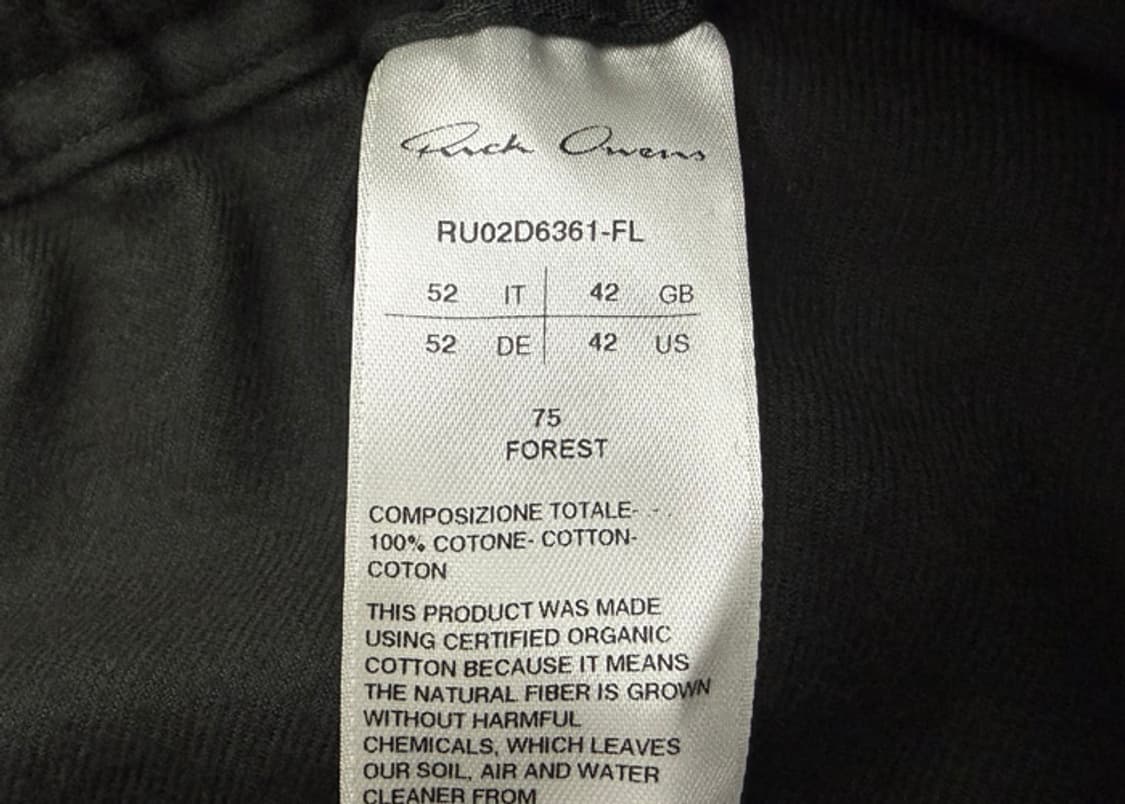 Rick Owens
RU02D6361-FL
52 IT 42 GB
52 DE 42 US
75
FOREST
COMPOSIZIONE TOTALE-
100% COTONE- COTTON-
COTON
THIS PRODUCT WAS MADE
USING CERTIFIED ORGANIC
COTTON BECAUSE IT MEANS
THE NATURAL FIBER IS GROWN
WITHOUT HARMFUL
CHEMICALS, WHICH LEAVES
OUR SOIL, AIR AND WATER
CLEANER FROM